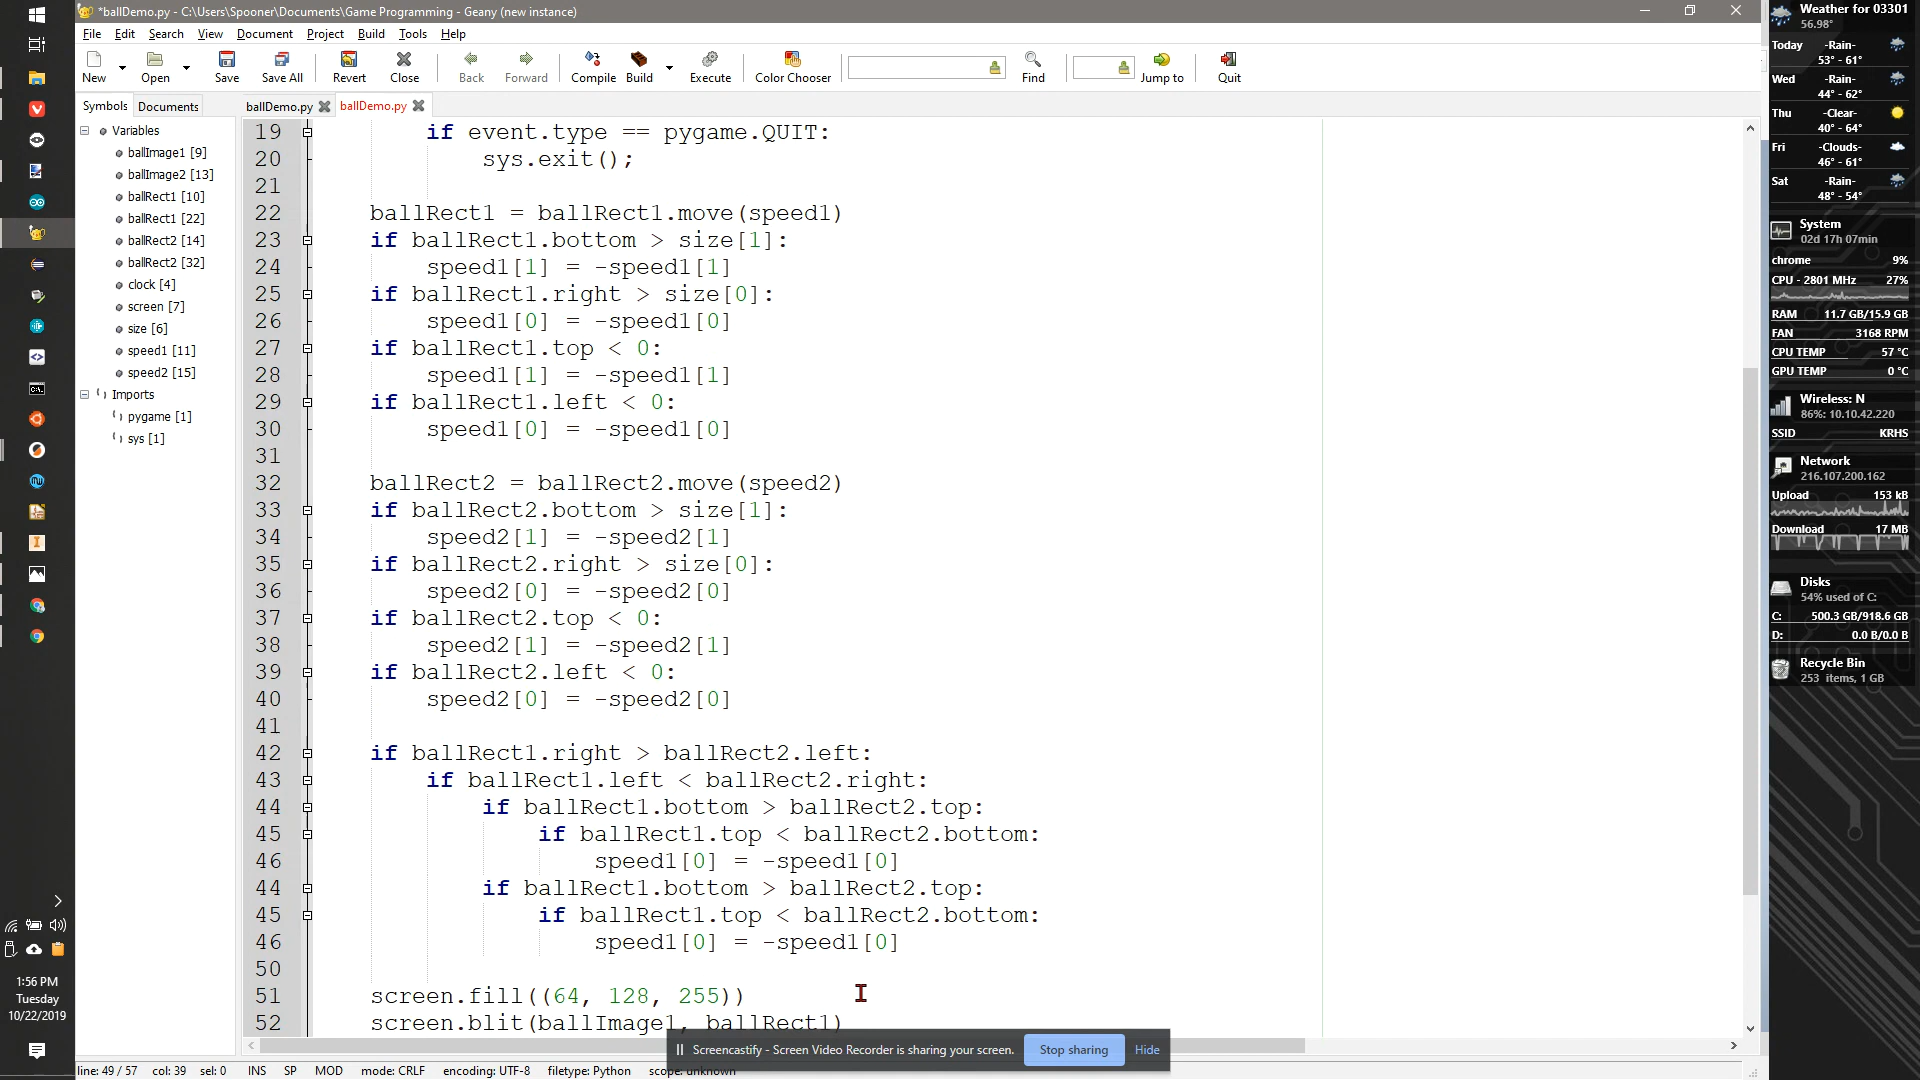 *ballDemo.py - C:\Users\Spooner\Documents\Game Programming - Geany (new instance)
File Edit Search View Document Project Build Tools Help
New Open Save Save All Revert Close Back Forward Compile Build Execute Color Chooser Find Jump to Quit
Symbols Documents
ballDemo.py ballDemo.py
Variables
ballImage1 [9]
ballImage2 [13]
ballRect1 [10]
ballRect1 [22]
ballRect2 [14]
ballRect2 [32]
clock [4]
screen [7]
size [6]
speed1 [11]
speed2 [15]
Imports
pygame [1]
sys [1]
19 if event.type == pygame.QUIT:
20 sys.exit();
21
22 ballRect1 = ballRect1.move(speed1)
23 if ballRect1.bottom > size[1]:
24 speed1[1] = -speed1[1]
25 if ballRect1.right > size[0]:
26 speed1[0] = -speed1[0]
27 if ballRect1.top < 0:
28 speed1[1] = -speed1[1]
29 if ballRect1.left < 0:
30 speed1[0] = -speed1[0]
31
32 ballRect2 = ballRect2.move(speed2)
33 if ballRect2.bottom > size[1]:
34 speed2[1] = -speed2[1]
35 if ballRect2.right > size[0]:
36 speed2[0] = -speed2[0]
37 if ballRect2.top < 0:
38 speed2[1] = -speed2[1]
39 if ballRect2.left < 0:
40 speed2[0] = -speed2[0]
41
42 if ballRect1.right > ballRect2.left:
43 if ballRect1.left < ballRect2.right:
44 if ballRect1.bottom > ballRect2.top:
45 if ballRect1.top < ballRect2.bottom:
46 speed1[0] = -speed1[0]
44 if ballRect1.bottom > ballRect2.top:
45 if ballRect1.top < ballRect2.bottom:
46 speed1[0] = -speed1[0]
50
51 screen.fill((64, 128, 255))
52 screen.blit(ballImage1, ballRect1)
Screencastify - Screen Video Recorder is sharing your screen. Stop sharing Hide
line: 49 / 57 col: 39 sel: 0 INS SP MOD mode: CRLF encoding: UTF-8 filetype: Python scope: unknown
1:56 PM
Tuesday
10/22/2019
Weather for 03301
56.98°
Today -Rain-
53° - 61°
Wed -Rain-
44° - 62°
Thu -Clear-
40° - 64°
Fri -Clouds-
46° - 61°
Sat -Rain-
48° - 54°
System
02d 17h 07min
chrome 9%
CPU - 2801 MHz 27%
RAM 11.7 GB/15.9 GB
FAN 3168 RPM
CPU TEMP 57 °C
GPU TEMP 0 °C
Wireless: N
86%: 10.10.42.220
SSID KRHS
Network
216.107.200.162
Upload 153 kB
Download 17 MB
Disks
54% used of C:
C: 500.3 GB/918.6 GB
D: 0.0 B/0.0 B
Recycle Bin
253 items, 1 GB